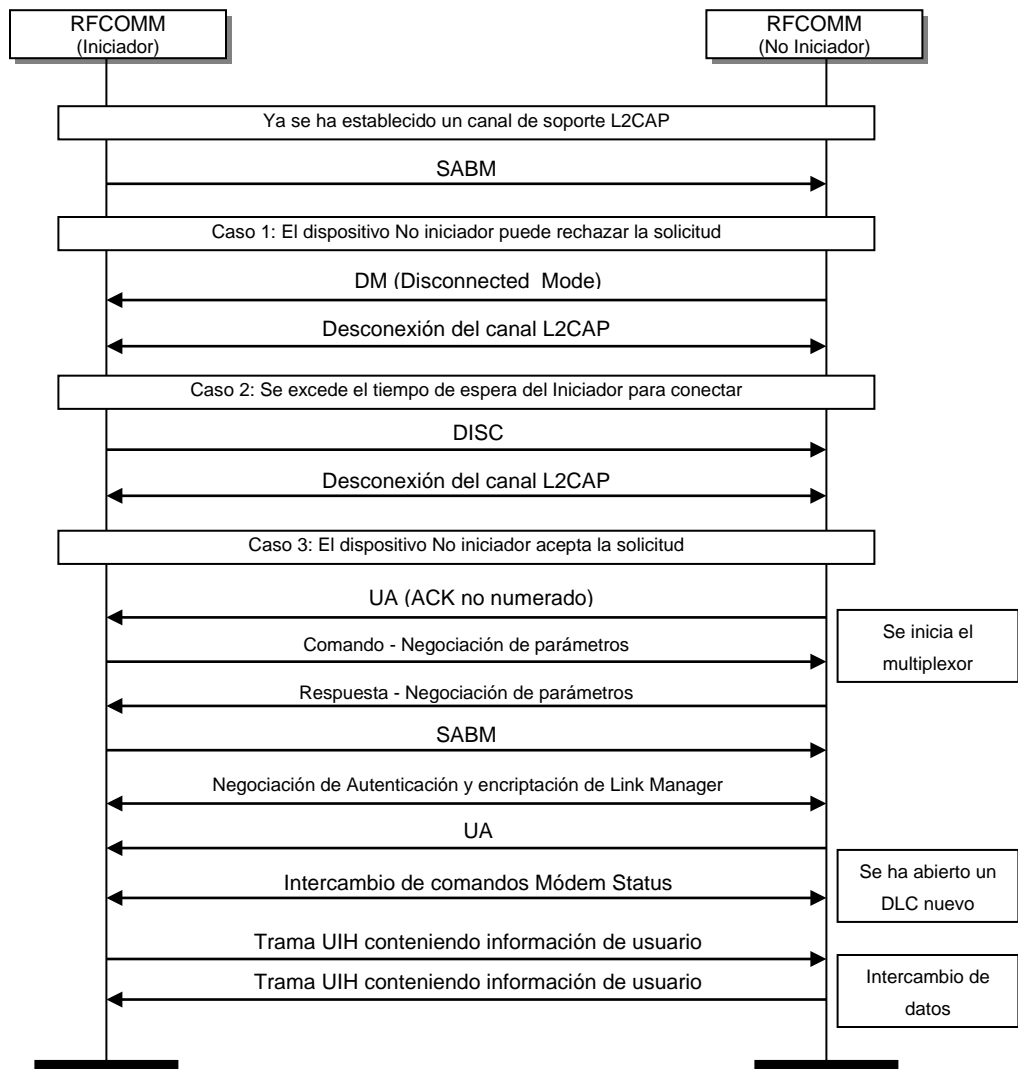 RFCOMM
(Iniciador)
RFCOMM
(No Iniciador)
Ya se ha establecido un canal de soporte L2CAP
SABM
Caso 1: El dispositivo No iniciador puede rechazar la solicitud
DM (Disconnected Mode)
Desconexión del canal L2CAP
Caso 2: Se excede el tiempo de espera del Iniciador para conectar
DISC
Desconexión del canal L2CAP
Caso 3: El dispositivo No iniciador acepta la solicitud
UA (ACK no numerado)
Se inicia el
multiplexor
Comando - Negociación de parámetros
Respuesta - Negociación de parámetros
SABM
Negociación de Autenticación y encriptación de Link Manager
UA
Se ha abierto un
DLC nuevo
Intercambio de comandos Módem Status
Trama UIH conteniendo información de usuario
Trama UIH conteniendo información de usuario
Intercambio de
datos